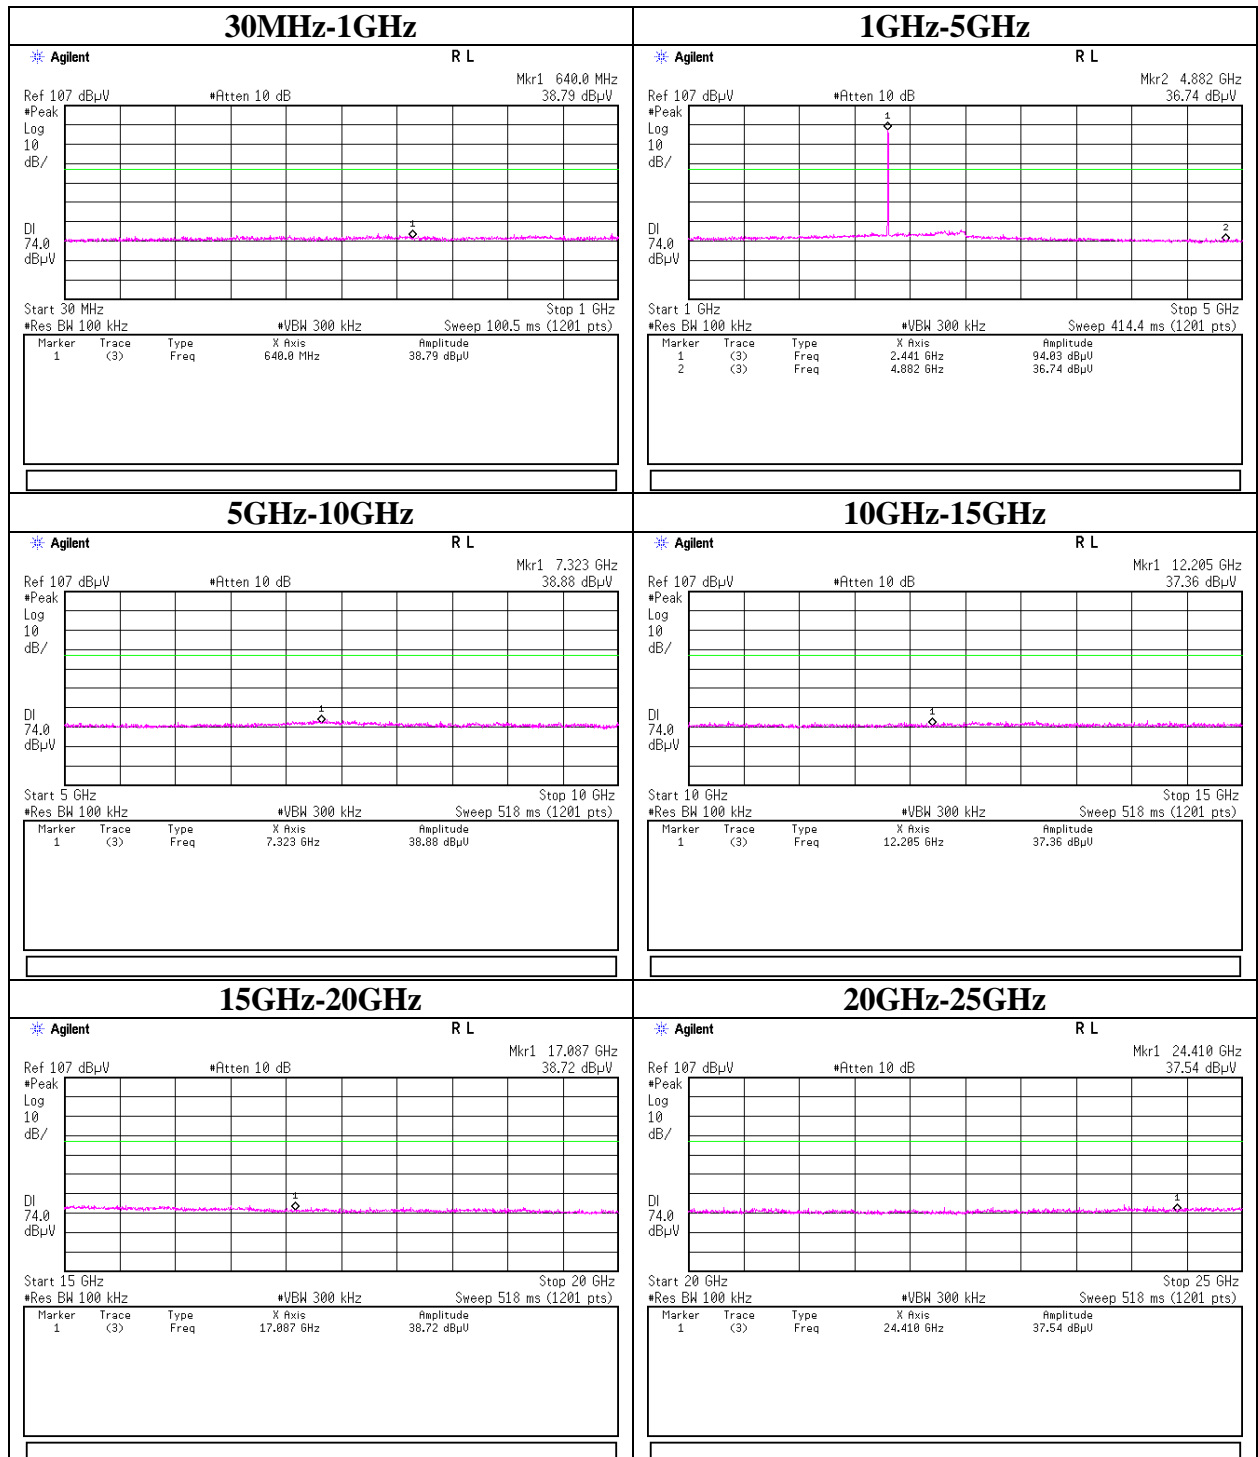 30MHz-1GHz
Agilent R L
Mkr1 640.0 MHz
Ref 107 dBµV #Atten 10 dB 38.79 dBµV
#Peak
Log
10
dB/
1
DI
74.0
dBµV
Start 30 MHz Stop 1 GHz
#Res BW 100 kHz #VBW 300 kHz Sweep 100.5 ms (1201 pts)
Marker Trace Type X Axis Amplitude
1 (3) Freq 640.0 MHz 38.79 dBµV
1GHz-5GHz
Agilent R L
Mkr2 4.882 GHz
Ref 107 dBµV #Atten 10 dB 36.74 dBµV
#Peak
Log
10
dB/
1
2
DI
74.0
dBµV
Start 1 GHz Stop 5 GHz
#Res BW 100 kHz #VBW 300 kHz Sweep 414.4 ms (1201 pts)
Marker Trace Type X Axis Amplitude
1 (3) Freq 2.441 GHz 94.03 dBµV
2 (3) Freq 4.882 GHz 36.74 dBµV
5GHz-10GHz
Agilent R L
Mkr1 7.323 GHz
Ref 107 dBµV #Atten 10 dB 38.88 dBµV
#Peak
Log
10
dB/
1
DI
74.0
dBµV
Start 5 GHz Stop 10 GHz
#Res BW 100 kHz #VBW 300 kHz Sweep 518 ms (1201 pts)
Marker Trace Type X Axis Amplitude
1 (3) Freq 7.323 GHz 38.88 dBµV
10GHz-15GHz
Agilent R L
Mkr1 12.205 GHz
Ref 107 dBµV #Atten 10 dB 37.36 dBµV
#Peak
Log
10
dB/
1
DI
74.0
dBµV
Start 10 GHz Stop 15 GHz
#Res BW 100 kHz #VBW 300 kHz Sweep 518 ms (1201 pts)
Marker Trace Type X Axis Amplitude
1 (3) Freq 12.205 GHz 37.36 dBµV
15GHz-20GHz
Agilent R L
Mkr1 17.087 GHz
Ref 107 dBµV #Atten 10 dB 38.72 dBµV
#Peak
Log
10
dB/
1
DI
74.0
dBµV
Start 15 GHz Stop 20 GHz
#Res BW 100 kHz #VBW 300 kHz Sweep 518 ms (1201 pts)
Marker Trace Type X Axis Amplitude
1 (3) Freq 17.087 GHz 38.72 dBµV
20GHz-25GHz
Agilent R L
Mkr1 24.410 GHz
Ref 107 dBµV #Atten 10 dB 37.54 dBµV
#Peak
Log
10
dB/
1
DI
74.0
dBµV
Start 20 GHz Stop 25 GHz
#Res BW 100 kHz #VBW 300 kHz Sweep 518 ms (1201 pts)
Marker Trace Type X Axis Amplitude
1 (3) Freq 24.410 GHz 37.54 dBµV